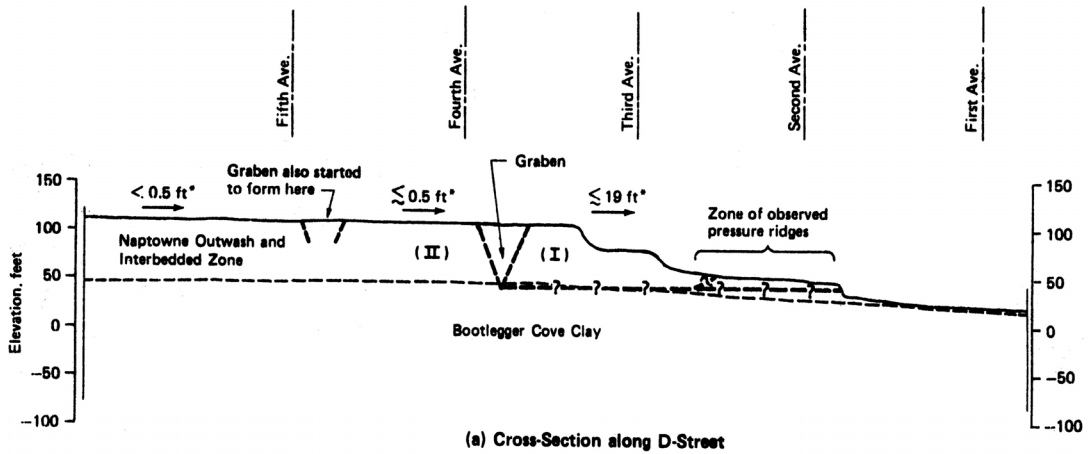 Fifth Ave.
Fourth Ave.
Third Ave.
Second Ave.
First Ave.
Graben also started
to form here
Graben
< 0.5 ft*
≲ 0.5 ft*
≤ 19 ft*
Zone of observed
pressure ridges
Naptowne Outwash and
Interbedded Zone
(II)
(I)
? ? ? ? ? ? ?
Bootlegger Cove Clay
Elevation, feet
150
100
50
0
-50
-100
150
100
50
0
-50
-100
(a) Cross-Section along D-Street